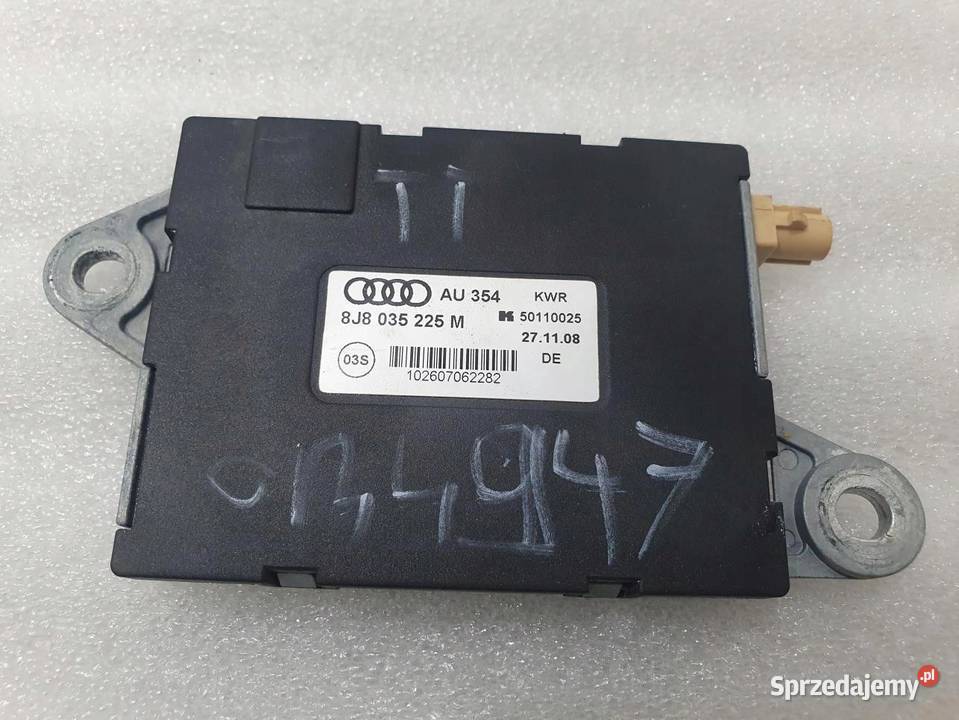 TT
AU 354 KWR
8J8 035 225 M K 50110025
27.11.08
03S DE
102607062282
Sprzedajemy.pl